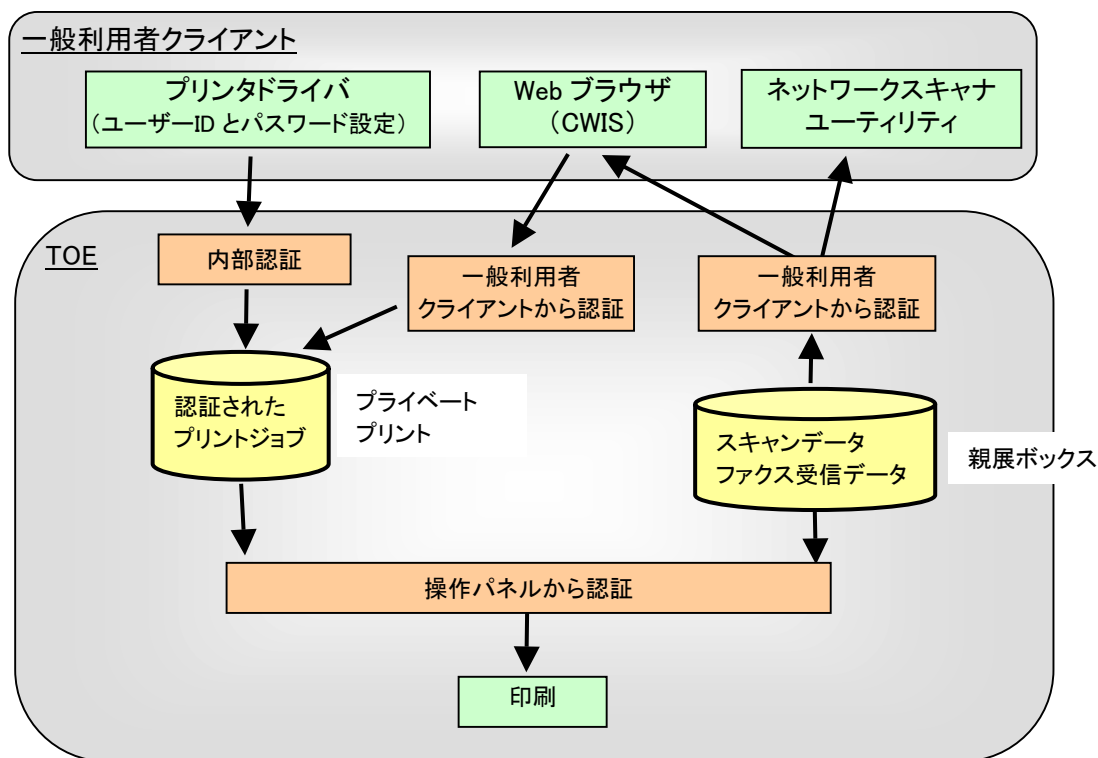 一般利用者クライアント
プリンタドライバ
（ユーザーID とパスワード設定）
Web ブラウザ
（CWIS）
ネットワークスキャナ
ユーティリティ
TOE
内部認証
一般利用者
クライアントから認証
一般利用者
クライアントから認証
認証された
プリントジョブ
プライベート
プリント
スキャンデータ
ファクス受信データ
親展ボックス
操作パネルから認証
印刷